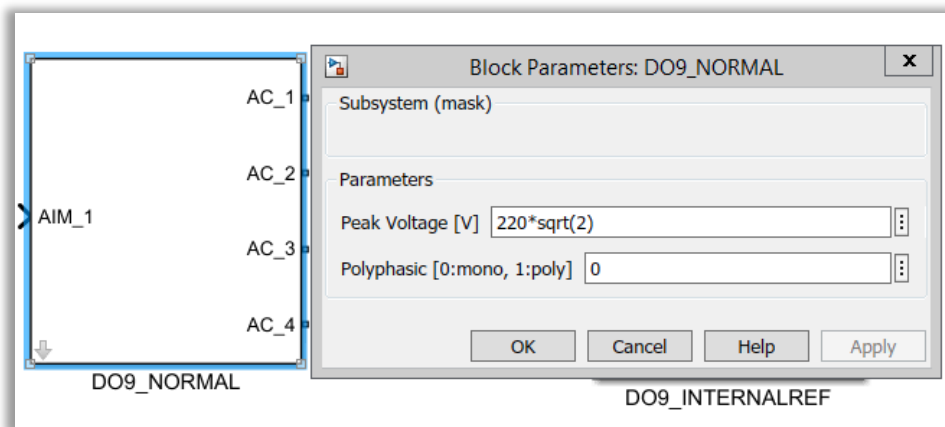 AC_1
AC_2
AIM_1
AC_3
AC_4
DO9_NORMAL
Block Parameters: DO9_NORMAL
x
Subsystem (mask)
Parameters
Peak Voltage [V] 220*sqrt(2)
Polyphasic [0:mono, 1:poly] 0
OK Cancel Help Apply
DO9_INTERNALREF